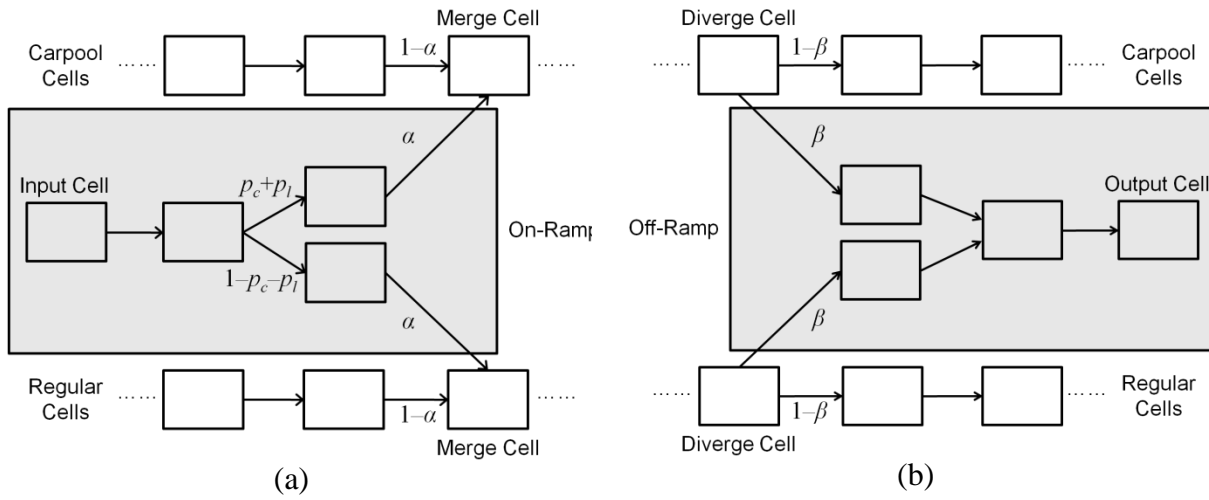 Merge Cell
Carpool
Cells
……
1–α
……
Input Cell
p_c+p_l
1–p_c–p_l
α
α
On-Ramp
Regular
Cells
……
1–α
……
Merge Cell
(a)
Diverge Cell
……
1–β
……
Carpool
Cells
β
Off-Ramp
Output Cell
β
……
1–β
……
Regular
Cells
Diverge Cell
(b)